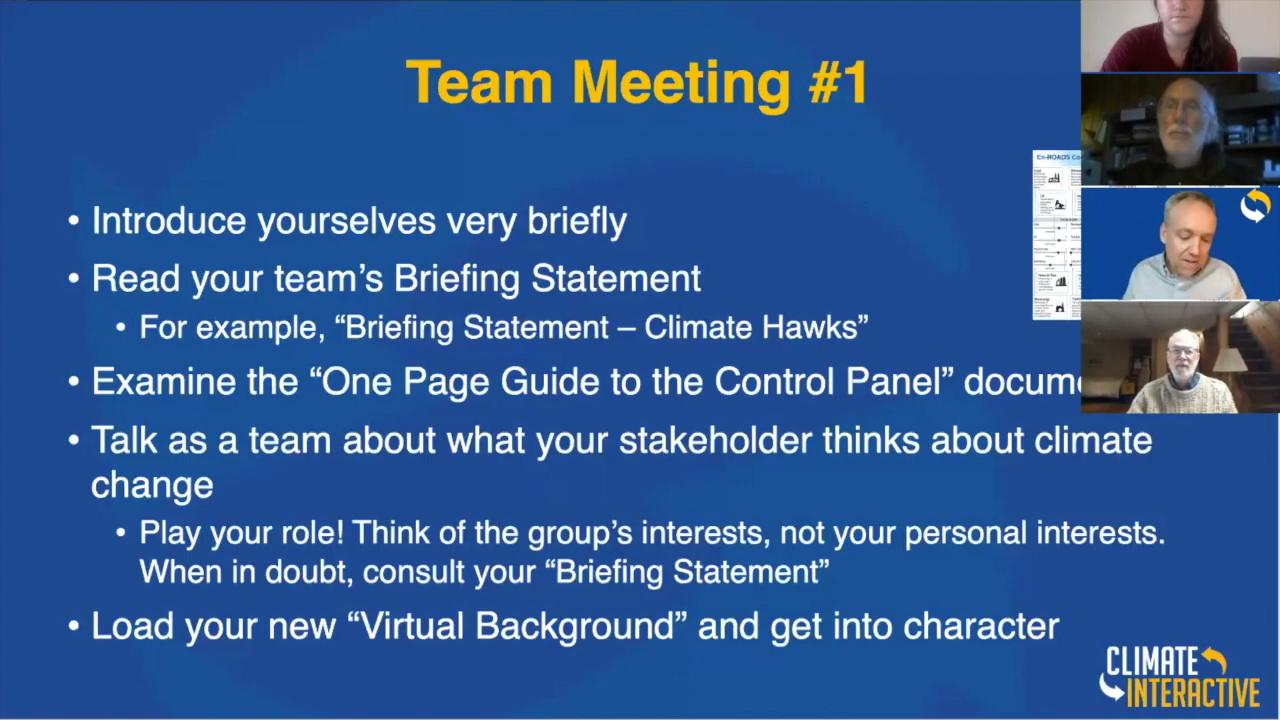 Team Meeting #1
En-ROADS Co
• Introduce yourselves very briefly
• Read your team’s Briefing Statement
• For example, “Briefing Statement – Climate Hawks”
• Examine the “One Page Guide to the Control Panel”
• Talk as a team about what your stakeholder thinks about climate
change
• Play your role! Think of the group’s interests, not your personal interests.
When in doubt, consult your “Briefing Statement”
• Load your new “Virtual Background” and get into character
CLIMATE
INTERACTIVE